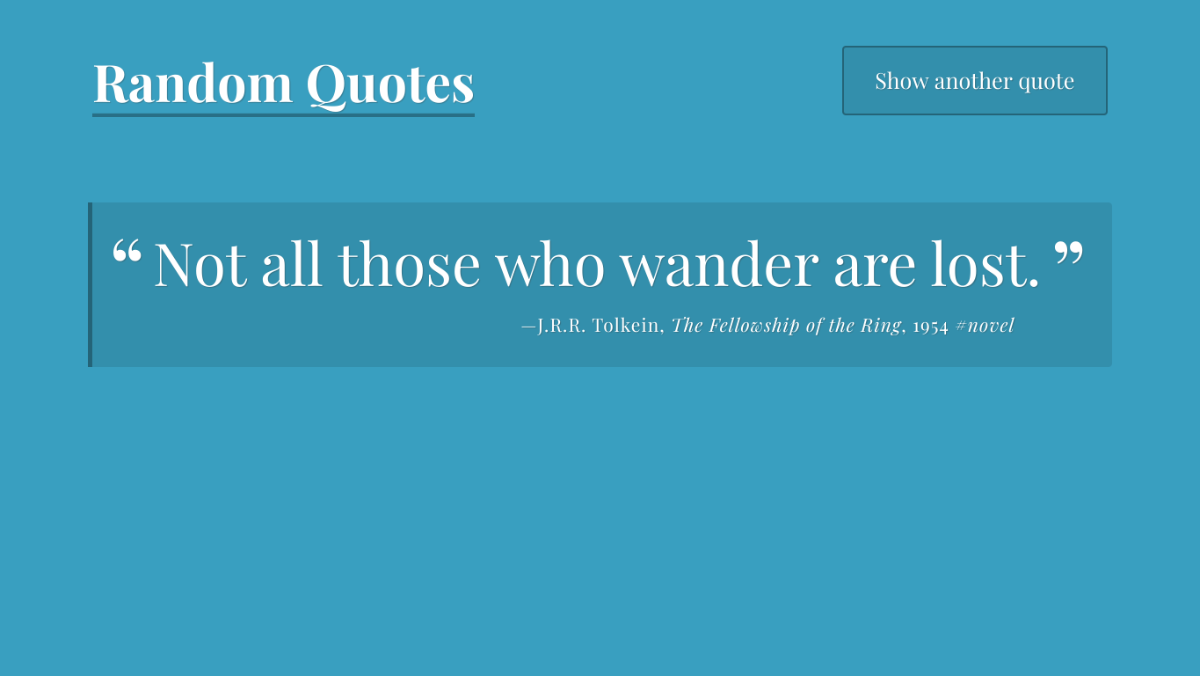 Random Quotes
Show another quote
“ Not all those who wander are lost. ”
—J.R.R. Tolkein, The Fellowship of the Ring, 1954 #novel